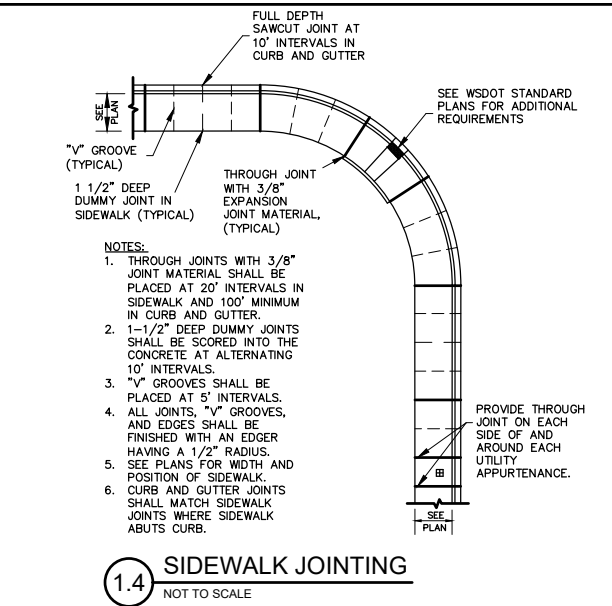 FULL DEPTH
SAWCUT JOINT AT
10' INTERVALS IN
CURB AND GUTTER
SEE
PLAN
SEE WSDOT STANDARD
PLANS FOR ADDITIONAL
REQUIREMENTS
"V" GROOVE
(TYPICAL)
1 1/2" DEEP
DUMMY JOINT IN
SIDEWALK (TYPICAL)
THROUGH JOINT
WITH 3/8"
EXPANSION
JOINT MATERIAL,
(TYPICAL)
NOTES:
1. THROUGH JOINTS WITH 3/8"
JOINT MATERIAL SHALL BE
PLACED AT 20' INTERVALS IN
SIDEWALK AND 100' MINIMUM
IN CURB AND GUTTER.
2. 1-1/2" DEEP DUMMY JOINTS
SHALL BE SCORED INTO THE
CONCRETE AT ALTERNATING
10' INTERVALS.
3. "V" GROOVES SHALL BE
PLACED AT 5' INTERVALS.
4. ALL JOINTS, "V" GROOVES,
AND EDGES SHALL BE
FINISHED WITH AN EDGER
HAVING A 1/2" RADIUS.
5. SEE PLANS FOR WIDTH AND
POSITION OF SIDEWALK.
6. CURB AND GUTTER JOINTS
SHALL MATCH SIDEWALK
JOINTS WHERE SIDEWALK
ABUTS CURB.
PROVIDE THROUGH
JOINT ON EACH
SIDE OF AND
AROUND EACH
UTILITY
APPURTENANCE.
SEE
PLAN
1.4
SIDEWALK JOINTING
NOT TO SCALE